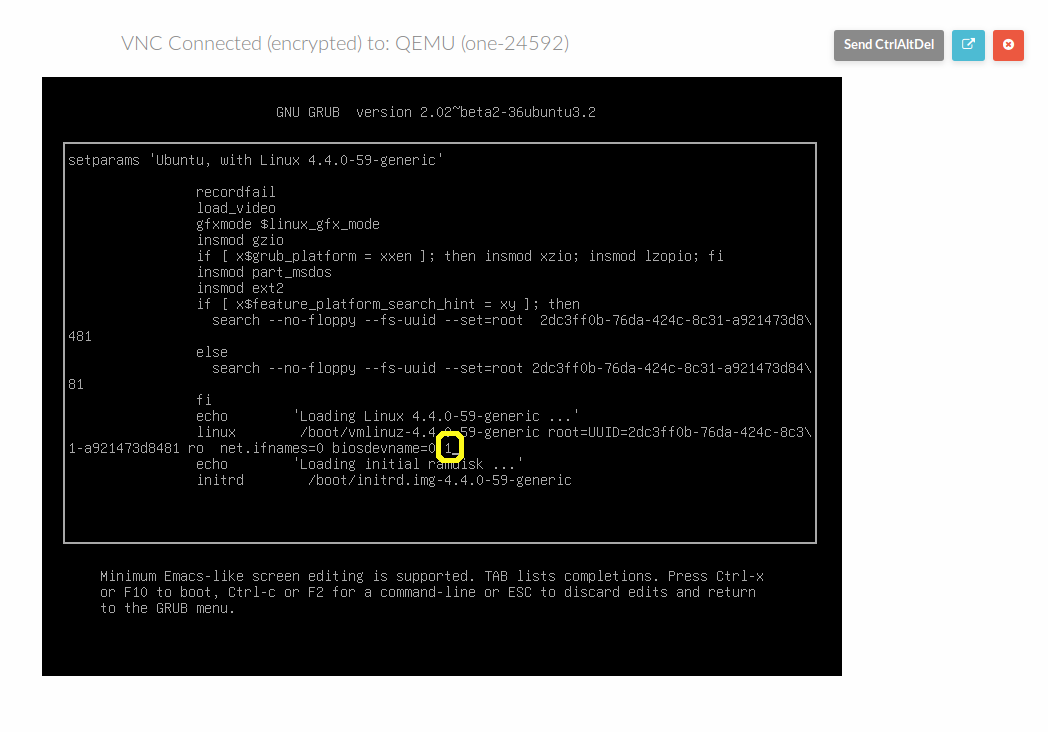 VNC Connected (encrypted) to: QEMU (one-24592)
Send CtrlAltDel
GNU GRUB  version 2.02~beta2-36ubuntu3.2
setparams 'Ubuntu, with Linux 4.4.0-59-generic'
recordfail
load_video
gfxmode $linux_gfx_mode
insmod gzio
if [ x$grub_platform = xxen ]; then insmod xzio; insmod lzopio; fi
insmod part_msdos
insmod ext2
if [ x$feature_platform_search_hint = xy ]; then
search --no-floppy --fs-uuid --set=root  2dc3ff0b-76da-424c-8c31-a921473d8\
481
else
search --no-floppy --fs-uuid --set=root 2dc3ff0b-76da-424c-8c31-a921473d84\
81
fi
echo        'Loading Linux 4.4.0-59-generic ...'
linux        /boot/vmlinuz-4.4.0-59-generic root=UUID=2dc3ff0b-76da-424c-8c3\
1-a921473d8481 ro  net.ifnames=0 biosdevname=0 1_
echo        'Loading initial ramdisk ...'
initrd        /boot/initrd.img-4.4.0-59-generic
Minimum Emacs-like screen editing is supported. TAB lists completions. Press Ctrl-x
or F10 to boot, Ctrl-c or F2 for a command-line or ESC to discard edits and return
to the GRUB menu.